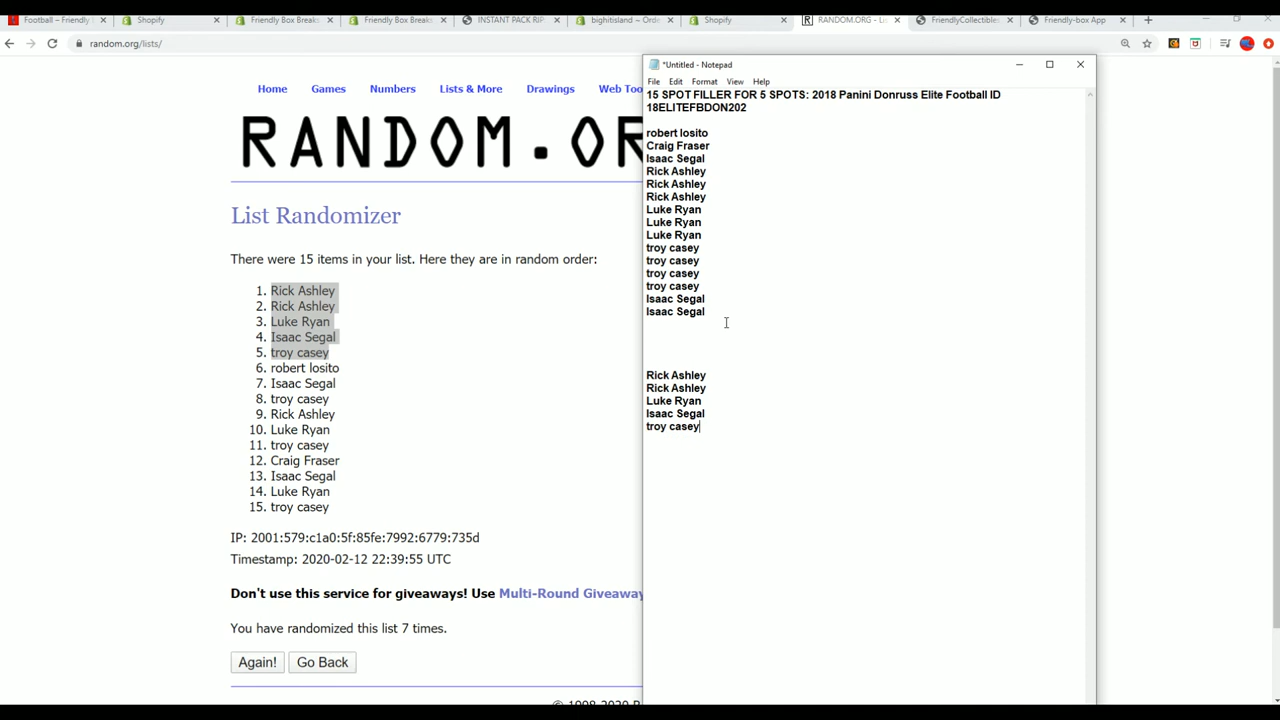 Football – Friendly
Shopify
Friendly Box Breaks
Friendly Box Breaks
INSTANT PACK RIP
bighitisland ~ Orde
Shopify
RANDOM.ORG - Li
FriendlyCollectibles
Friendly-box App
random.org/lists/
Home
Games
Numbers
Lists & More
Drawings
Web Too
RANDOM.OR
List Randomizer
There were 15 items in your list. Here they are in random order:
1. Rick Ashley
2. Rick Ashley
3. Luke Ryan
4. Isaac Segal
5. troy casey
6. robert losito
7. Isaac Segal
8. troy casey
9. Rick Ashley
10. Luke Ryan
11. troy casey
12. Craig Fraser
13. Isaac Segal
14. Luke Ryan
15. troy casey
IP: 2001:579:c1a0:5f:85fe:7992:6779:735d
Timestamp: 2020-02-12 22:39:55 UTC
Don't use this service for giveaways! Use Multi-Round Giveaway
You have randomized this list 7 times.
Again!
Go Back
*Untitled - Notepad
File
Edit
Format
View
Help
15 SPOT FILLER FOR 5 SPOTS: 2018 Panini Donruss Elite Football ID
18ELITEFBDON202
robert losito
Craig Fraser
Isaac Segal
Rick Ashley
Rick Ashley
Rick Ashley
Luke Ryan
Luke Ryan
Luke Ryan
troy casey
troy casey
troy casey
troy casey
Isaac Segal
Isaac Segal
Rick Ashley
Rick Ashley
Luke Ryan
Isaac Segal
troy casey